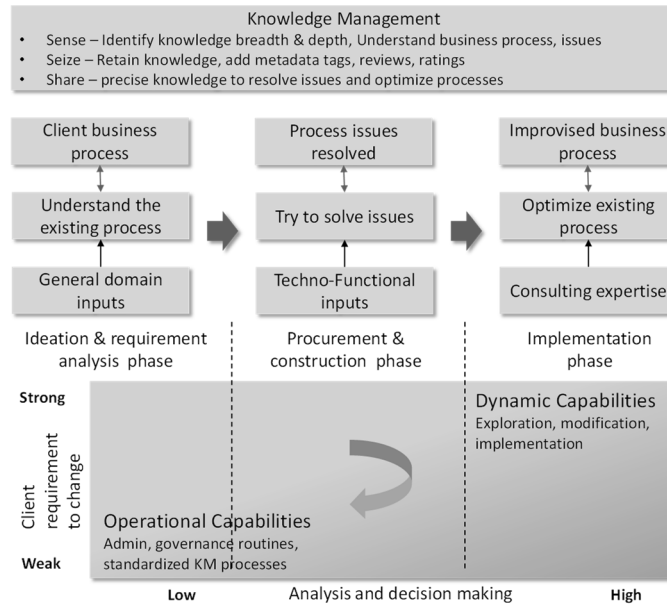 Knowledge Management
• Sense – Identify knowledge breadth & depth, Understand business process, issues
• Seize – Retain knowledge, add metadata tags, reviews, ratings
• Share – precise knowledge to resolve issues and optimize processes
Client business
process
Process issues
resolved
Improvised business
process
Understand the
existing process
Try to solve issues
Optimize existing
process
General domain
inputs
Techno-Functional
inputs
Consulting expertise
Ideation & requirement
analysis phase
Procurement &
construction phase
Implementation
phase
Strong
Client
requirement
to change
Weak
Dynamic Capabilities
Exploration, modification,
implementation
Operational Capabilities
Admin, governance routines,
standardized KM processes
Low
Analysis and decision making
High